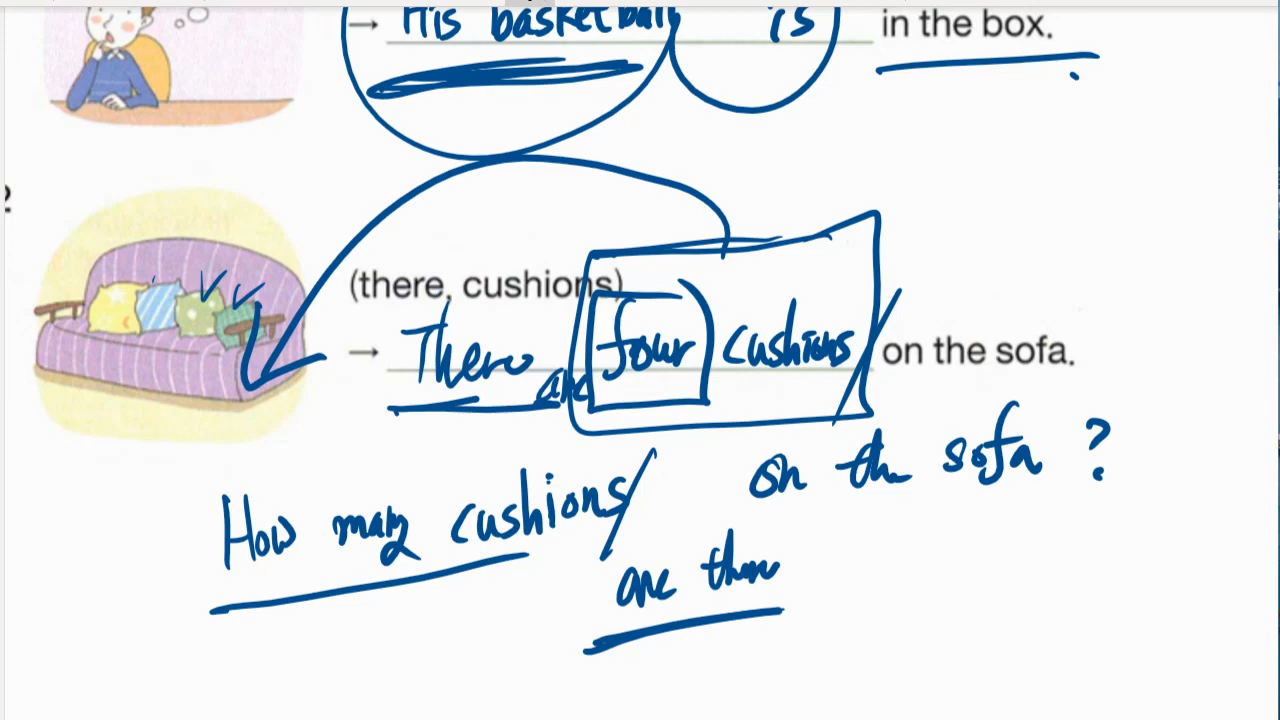 → His basketball is in the box.
2
(there, cushions)
→ There are four cushions on the sofa.
How many cushions on the sofa ?
are there